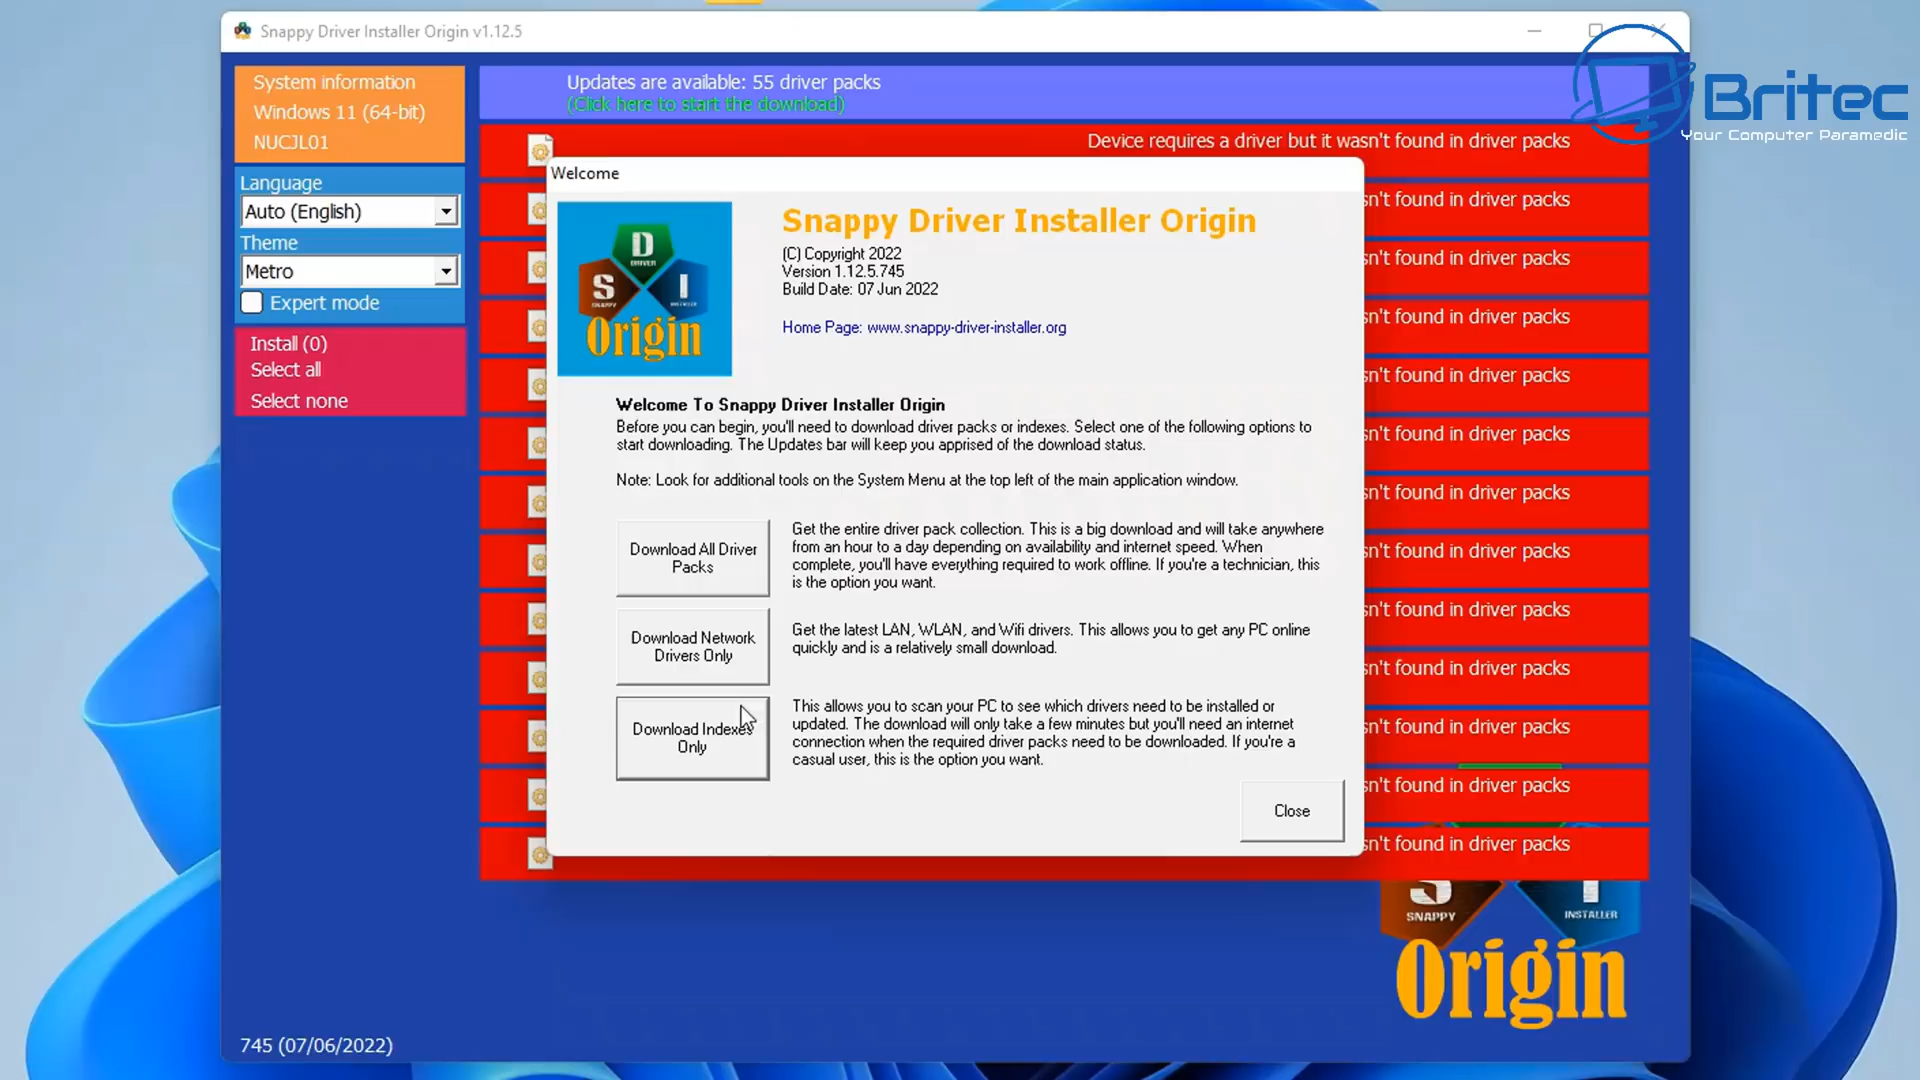 Snappy Driver Installer Origin v1.12.5
Britec
Your Computer Paramedic
System information
Windows 11 (64-bit)
NUCJL01
Language
Auto (English)
Theme
Metro
Expert mode
Install (0)
Select all
Select none
745 (07/06/2022)
Updates are available: 55 driver packs
(Click here to start the download)
Device requires a driver but it wasn't found in driver packs
sn't found in driver packs
sn't found in driver packs
sn't found in driver packs
sn't found in driver packs
sn't found in driver packs
sn't found in driver packs
sn't found in driver packs
sn't found in driver packs
sn't found in driver packs
sn't found in driver packs
sn't found in driver packs
sn't found in driver packs
Welcome
D
DRIVER
S
SNAPPY
I
INSTALLER
Origin
Snappy Driver Installer Origin
(C) Copyright 2022
Version 1.12.5.745
Build Date: 07 Jun 2022
Home Page: www.snappy-driver-installer.org
Welcome To Snappy Driver Installer Origin
Before you can begin, you'll need to download driver packs or indexes. Select one of the following options to
start downloading. The Updates bar will keep you apprised of the download status.
Note: Look for additional tools on the System Menu at the top left of the main application window.
Download All Driver
Packs
Get the entire driver pack collection. This is a big download and will take anywhere
from an hour to a day depending on availability and internet speed. When
complete, you'll have everything required to work offline. If you're a technician, this
is the option you want.
Download Network
Drivers Only
Get the latest LAN, WLAN, and Wifi drivers. This allows you to get any PC online
quickly and is a relatively small download.
Download Indexes
Only
This allows you to scan your PC to see which drivers need to be installed or
updated. The download will only take a few minutes but you'll need an internet
connection when the required driver packs need to be downloaded. If you're a
casual user, this is the option you want.
Close
S
SNAPPY
I
INSTALLER
Origin